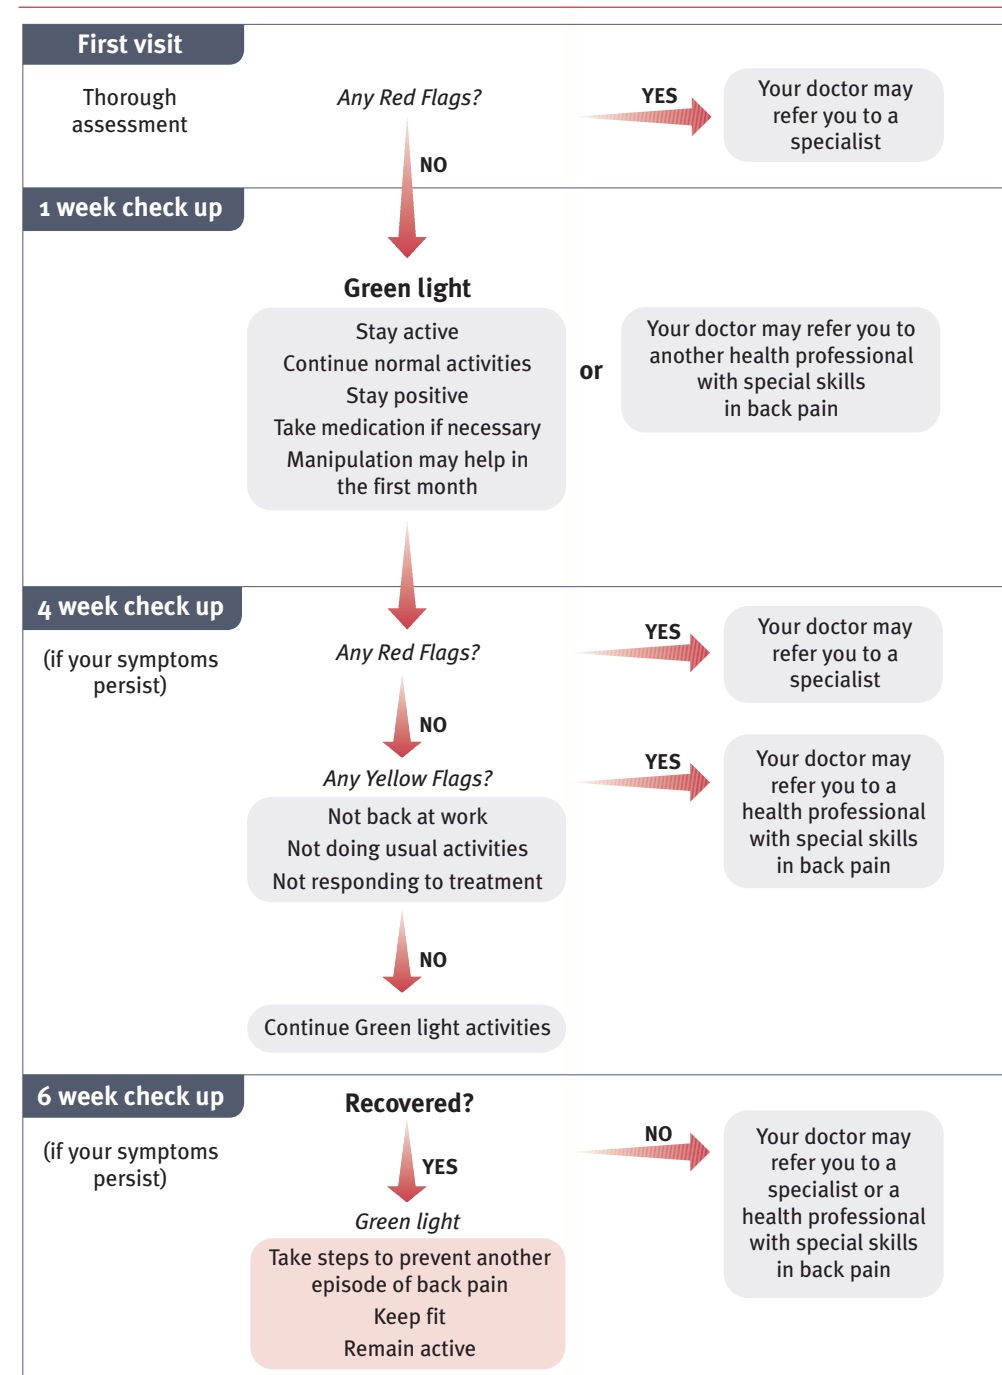 First visit
Thorough
assessment
Any Red Flags?
YES
Your doctor may
refer you to a
specialist
NO
1 week check up
Green light
Stay active
Continue normal activities
Stay positive
Take medication if necessary
Manipulation may help in
the first month
or
Your doctor may refer you to
another health professional
with special skills
in back pain
4 week check up
(if your symptoms
persist)
Any Red Flags?
YES
Your doctor may
refer you to a
specialist
NO
Any Yellow Flags?
Not back at work
Not doing usual activities
Not responding to treatment
YES
Your doctor may
refer you to a
health professional
with special skills
in back pain
NO
Continue Green light activities
6 week check up
(if your symptoms
persist)
Recovered?
NO
Your doctor may
refer you to a
specialist or a
health professional
with special skills
in back pain
YES
Green light
Take steps to prevent another
episode of back pain
Keep fit
Remain active